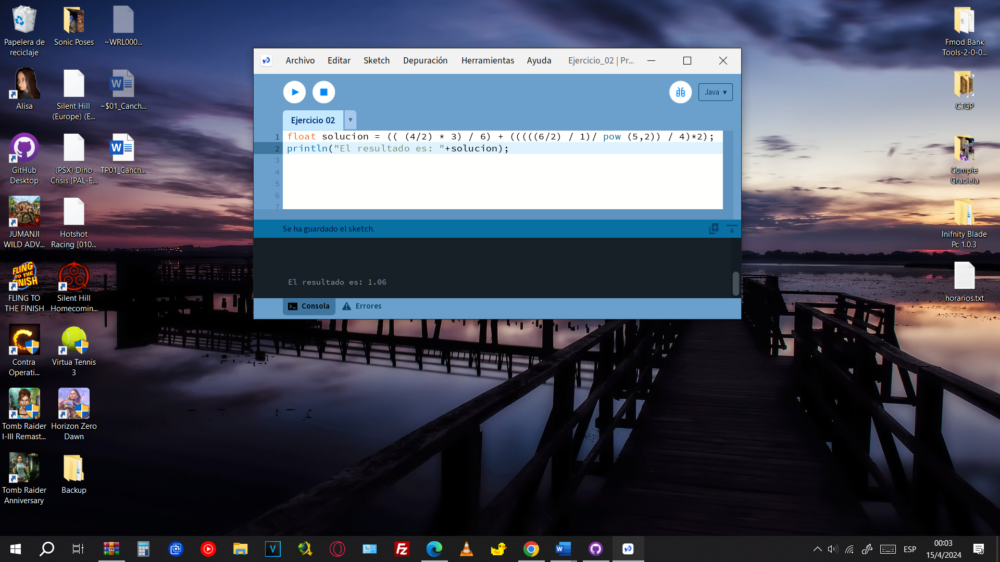 Papelera de
reciclaje
Sonic Poses
~WRL000...
Alisa
Silent Hill
(Europe) (E...
~$01_Canch...
GitHub
Desktop
(PSX) Dino
Crisis [PAL-E...
TP01_Canch...
JUMANJI
WILD ADV...
Hotshot
Racing [010...
FLING TO THE FINISH
FLING TO
THE FINISH
Silent Hill
Homecomin...
Contra
Operati...
Virtua Tennis
3
Tomb Raider
I-III Remast...
Horizon Zero
Dawn
Tomb Raider
Anniversary
Backup
Archivo Editar Sketch Depuración Herramientas Ayuda Ejercicio_02 | Pr...
Java ▾
Ejercicio 02 ▾
1 float solucion = (( (4/2) * 3) / 6) + (((((6/2) / 1)/ pow (5,2)) / 4)*2);
2 println("El resultado es: "+solucion);
3
4
5
6
7
Se ha guardado el sketch.
El resultado es: 1.06
Consola Errores
Fmod Bank
Tools-2-0-0...
CTGP
Cumple
Graciela
Inifnity Blade
Pc 1.0.3
horarios.txt
ESP
00:03
15/4/2024